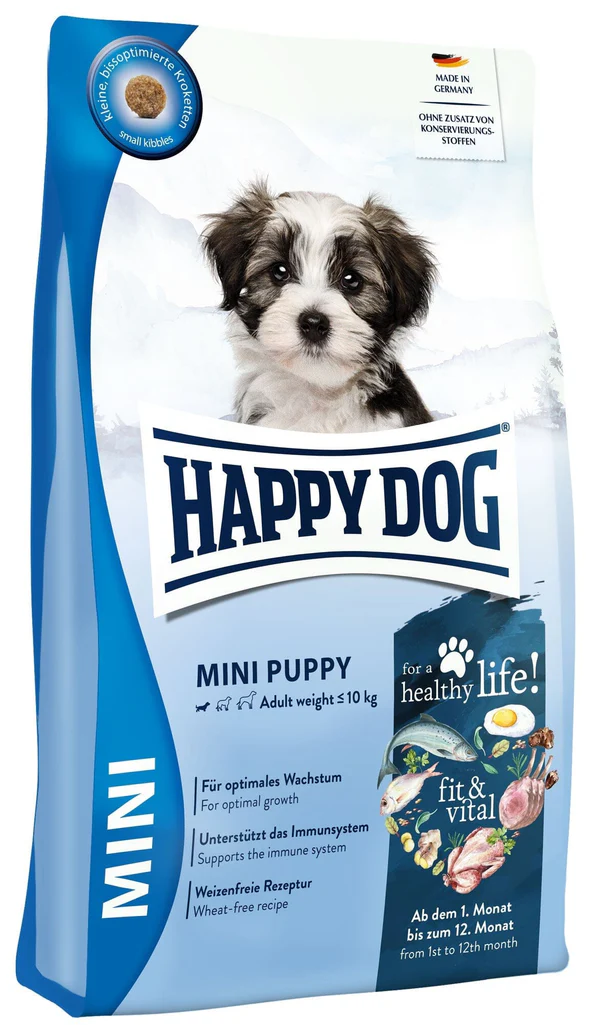 Kleine, bissoptimierte Kroketten
small kibbles
MADE IN
GERMANY
OHNE ZUSATZ VON
KONSERVIERUNGS-
STOFFEN
HAPPY DOG®
MINI PUPPY
Adult weight ≤ 10 kg
for a
healthy life!
fit &
vital
Für optimales Wachstum
For optimal growth
Unterstützt das Immunsystem
Supports the immune system
Weizenfreie Rezeptur
Wheat-free recipe
MINI
Ab dem 1. Monat
bis zum 12. Monat
from 1st to 12th month